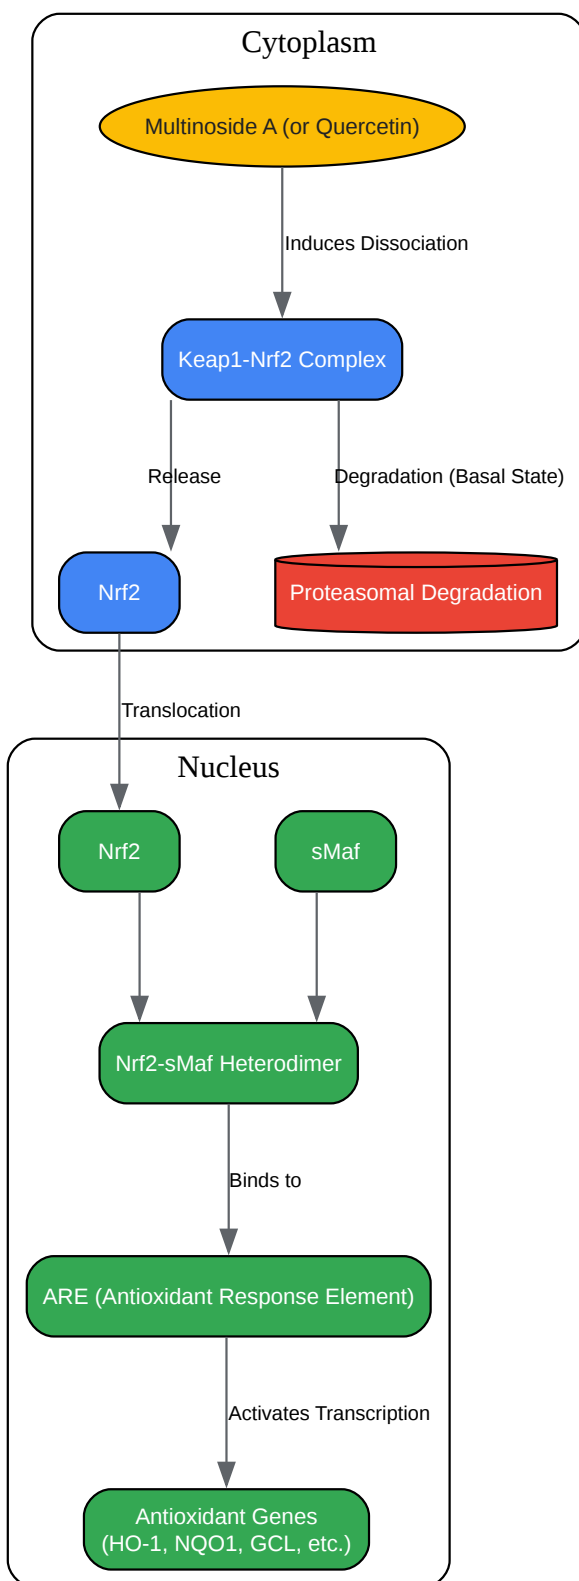 Cytoplasm
Multinoside A (or Quercetin)
Induces Dissociation
Keap1-Nrf2 Complex
Release
Degradation (Basal State)
Nrf2
Proteasomal Degradation
Translocation
Nucleus
Nrf2
sMaf
Nrf2-sMaf Heterodimer
Binds to
ARE (Antioxidant Response Element)
Activates Transcription
Antioxidant Genes
(HO-1, NQO1, GCL, etc.)